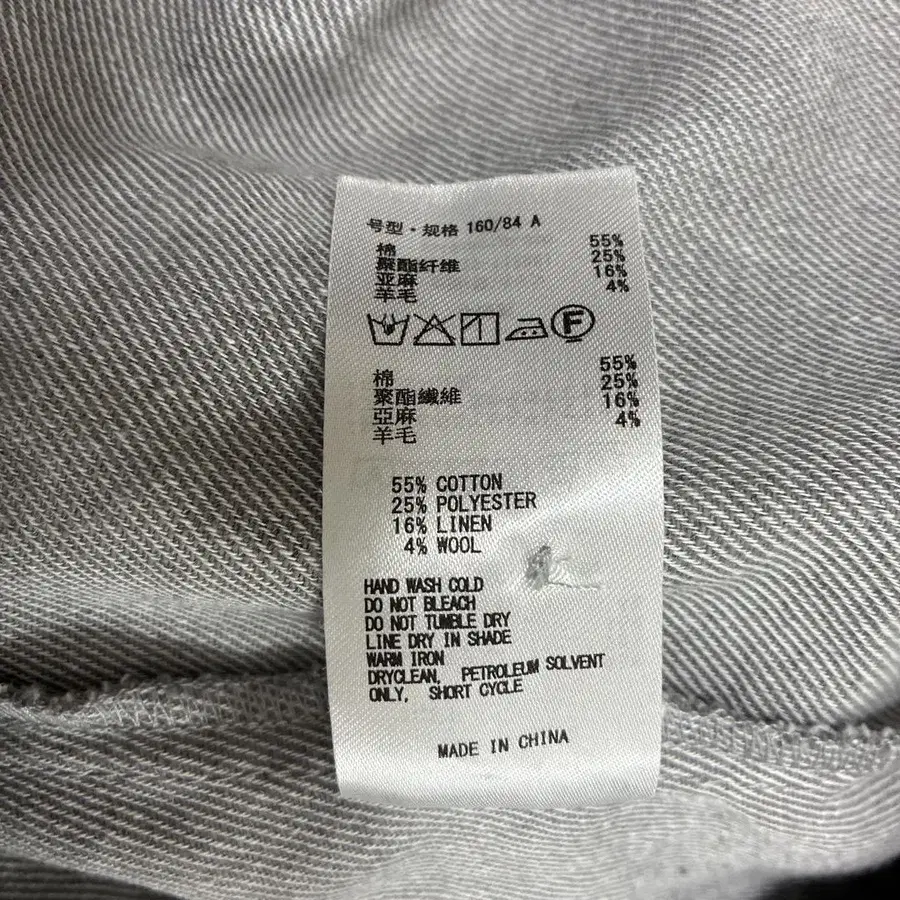 号型·规格 160/84 A
棉 55%
聚酯纤维 25%
亚麻 16%
羊毛 4%
F
棉 55%
聚酯纖維 25%
亞麻 16%
羊毛 4%
55% COTTON
25% POLYESTER
16% LINEN
4% WOOL
HAND WASH COLD
DO NOT BLEACH
DO NOT TUMBLE DRY
LINE DRY IN SHADE
WARM IRON
DRYCLEAN, PETROLEUM SOLVENT
ONLY, SHORT CYCLE
MADE IN CHINA